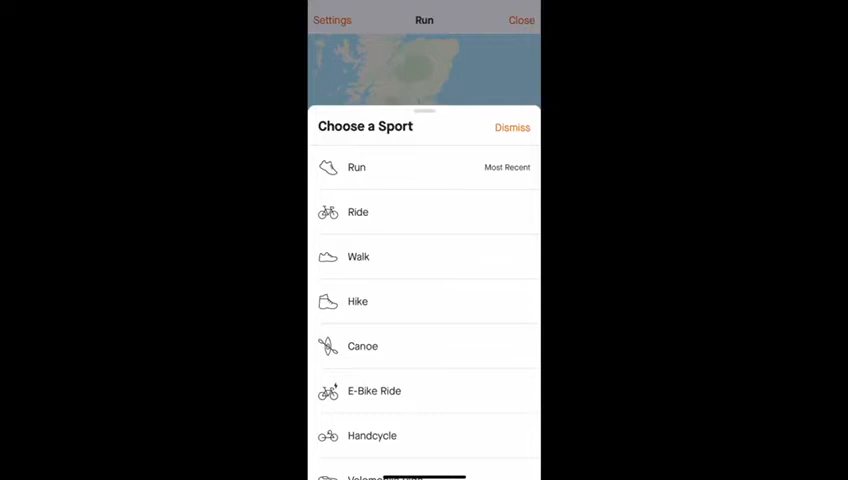 Settings Run Close
Choose a Sport Dismiss
Run Most Recent
Ride
Walk
Hike
Canoe
E-Bike Ride
Handcycle